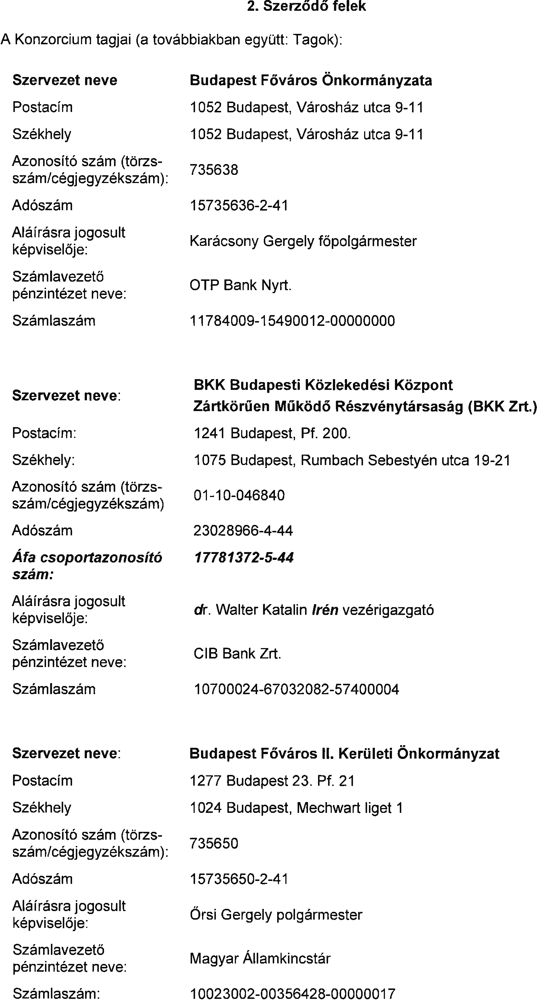 2. Szerződő felek
A Konzorcium tagjai (a továbbiakban együtt: Tagok):
Szervezet neve Budapest Főváros Önkormányzata
Postacím 1052 Budapest, Városház utca 9-11
Székhely 1052 Budapest, Városház utca 9-11
Azonosító szám (törzs-
szám/cégjegyzékszám): 735638
Adószám 15735636-2-41
Aláírásra jogosult
képviselője: Karácsony Gergely főpolgármester
Számlavezető
pénzintézet neve: OTP Bank Nyrt.
Számlaszám 11784009-15490012-00000000
Szervezet neve: BKK Budapesti Közlekedési Központ
Zártkörűen Működő Részvénytársaság (BKK Zrt.)
Postacím: 1241 Budapest, Pf. 200.
Székhely: 1075 Budapest, Rumbach Sebestyén utca 19-21
Azonosító szám (törzs-
szám/cégjegyzékszám) 01-10-046840
Adószám 23028966-4-44
Áfa csoportazonosító 17781372-5-44
szám:
Aláírásra jogosult
képviselője: dr. Walter Katalin Irén vezérigazgató
Számlavezető
pénzintézet neve: CIB Bank Zrt.
Számlaszám 10700024-67032082-57400004
Szervezet neve: Budapest Főváros II. Kerületi Önkormányzat
Postacím 1277 Budapest 23. Pf. 21
Székhely 1024 Budapest, Mechwart liget 1
Azonosító szám (törzs-
szám/cégjegyzékszám): 735650
Adószám 15735650-2-41
Aláírásra jogosult
képviselője: Őrsi Gergely polgármester
Számlavezető
pénzintézet neve: Magyar Államkincstár
Számlaszám: 10023002-00356428-00000017